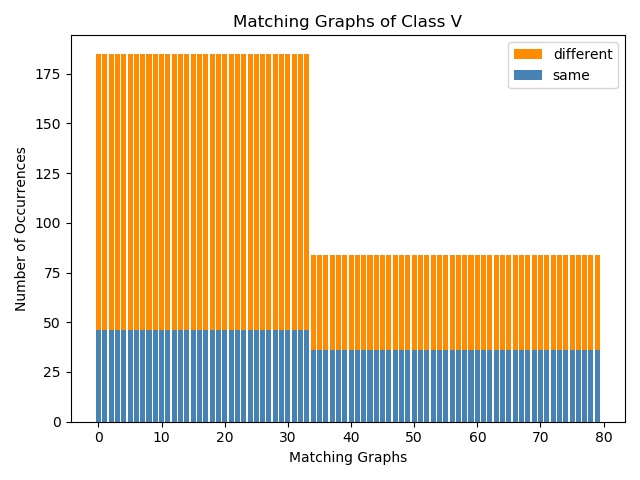 Matching Graphs of Class V
different
same
Number of Occurrences
175
150
125
100
75
50
25
0
0 10 20 30 40 50 60 70 80
Matching Graphs